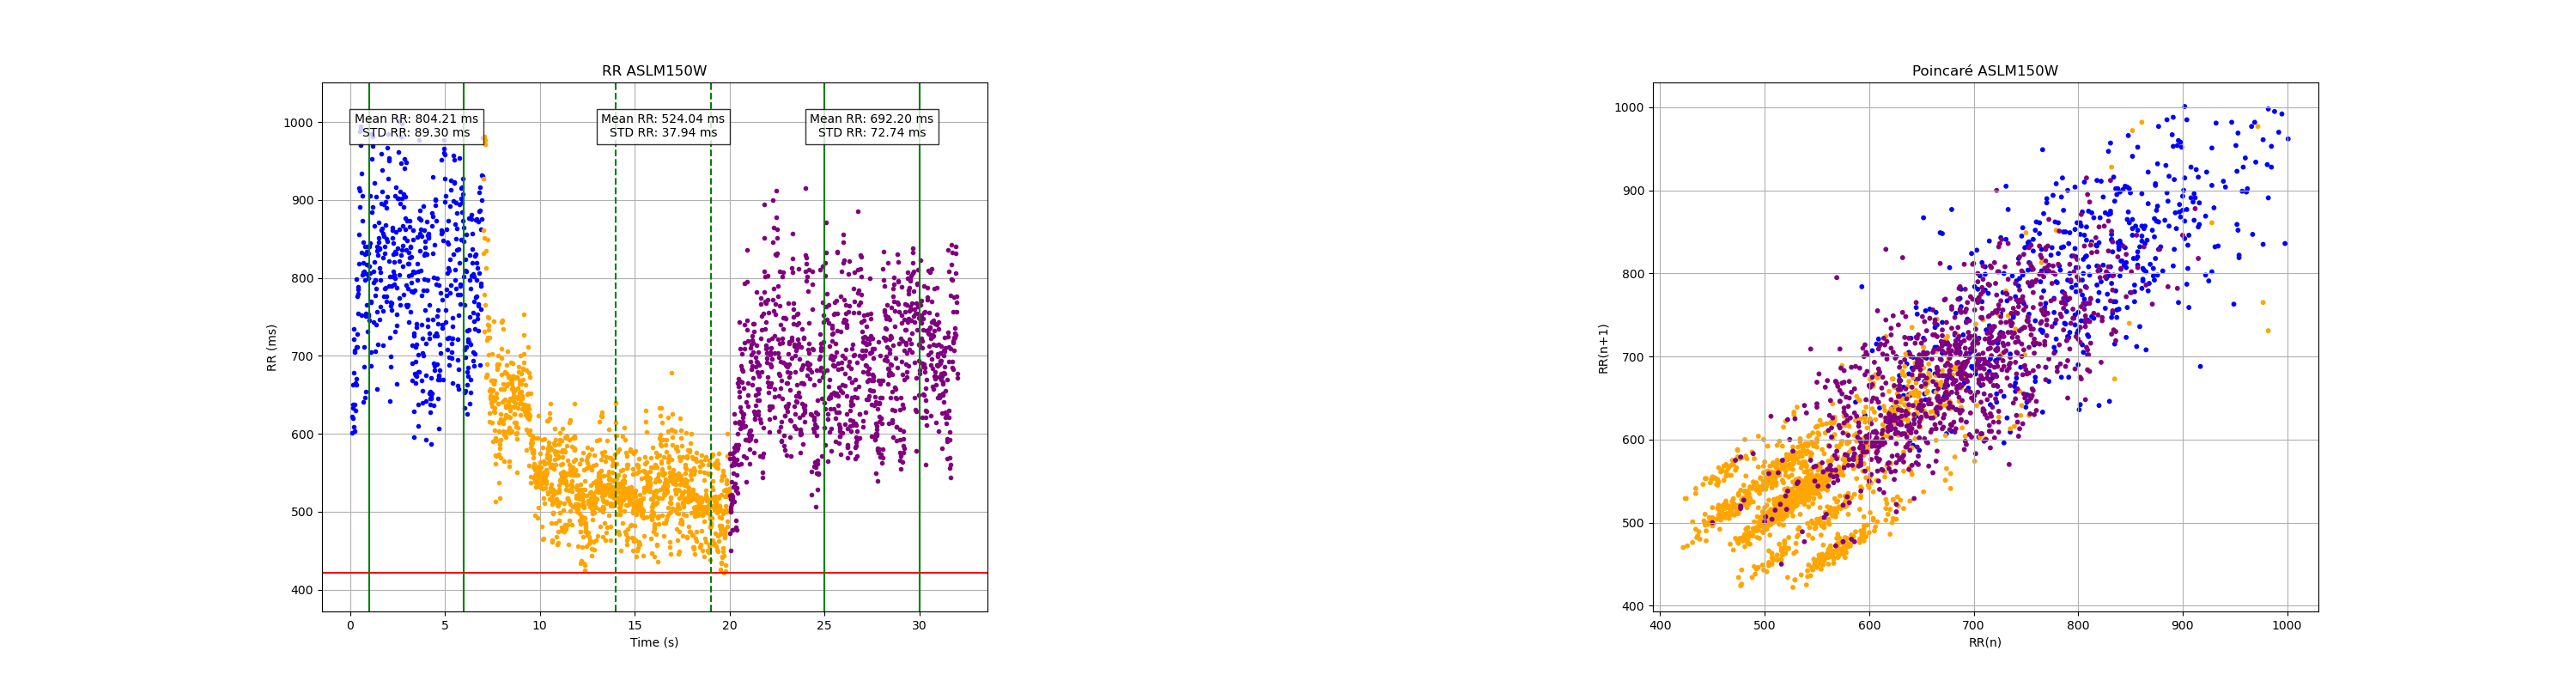 RR ASLM150W
Mean RR: 804.21 ms
STD RR: 89.30 ms
Mean RR: 524.04 ms
STD RR: 37.94 ms
Mean RR: 692.20 ms
STD RR: 72.74 ms
RR (ms)
1000
900
800
700
600
500
400
0 5 10 15 20 25 30
Time (s)
Poincaré ASLM150W
RR(n+1)
1000
900
800
700
600
500
400
400 500 600 700 800 900 1000
RR(n)